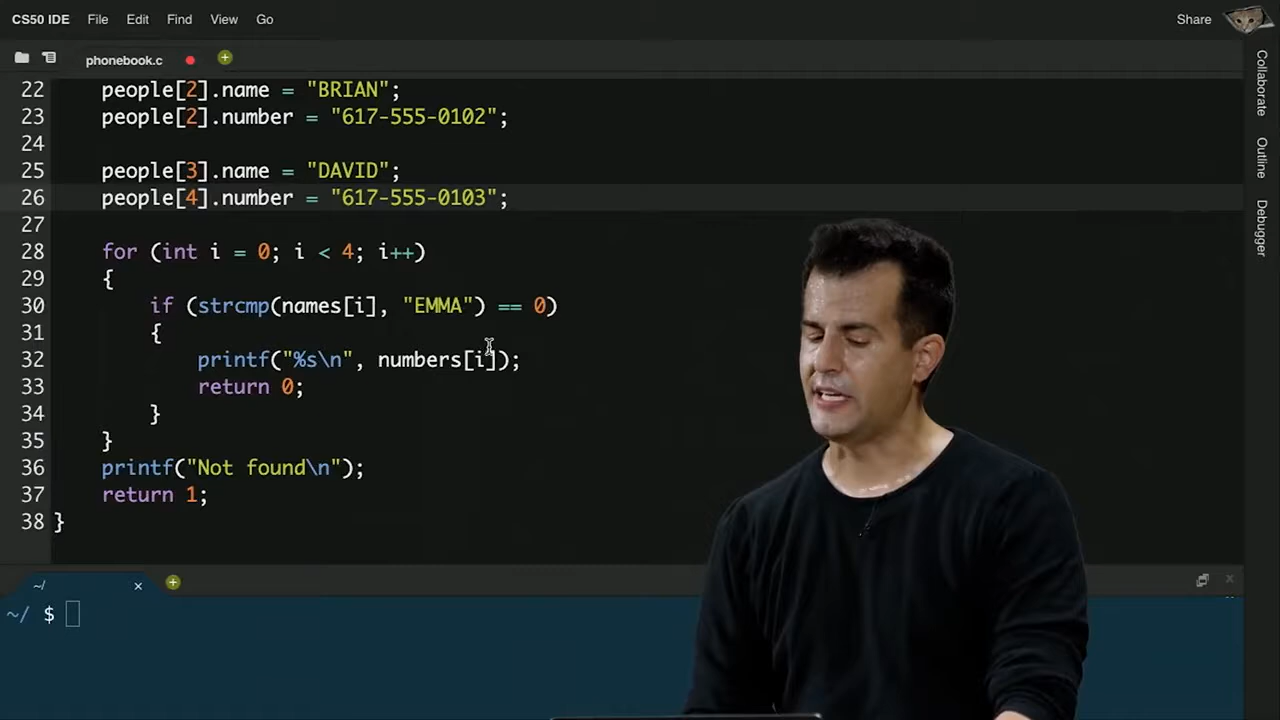 CS50 IDE File Edit Find View Go Share
phonebook.c
22 people[2].name = "BRIAN";
23 people[2].number = "617-555-0102";
24
25 people[3].name = "DAVID";
26 people[4].number = "617-555-0103";
27
28 for (int i = 0; i < 4; i++)
29 {
30 if (strcmp(names[i], "EMMA") == 0)
31 {
32 printf("%s\n", numbers[i]);
33 return 0;
34 }
35 }
36 printf("Not found\n");
37 return 1;
38 }
~/
~/ $
Collaborate
Outline
Debugger